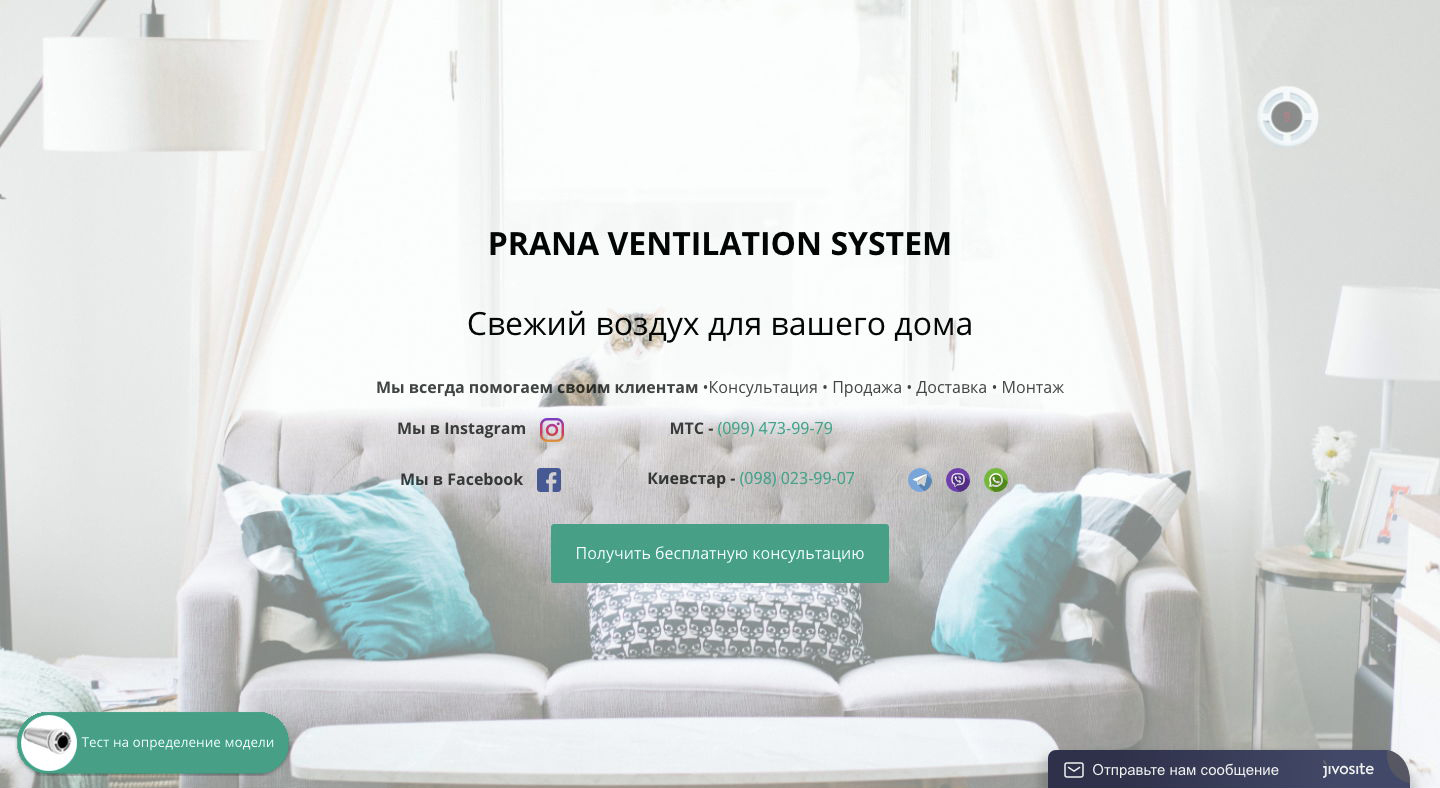 PRANA VENTILATION SYSTEM
Свежий воздух для вашего дома
Мы всегда помогаем своим клиентам •Консультация • Продажа • Доставка • Монтаж
Мы в Instagram МТС - (099) 473-99-79
Мы в Facebook Киевстар - (098) 023-99-07
Получить бесплатную консультацию
Тест на определение модели
Отправьте нам сообщение jivosite